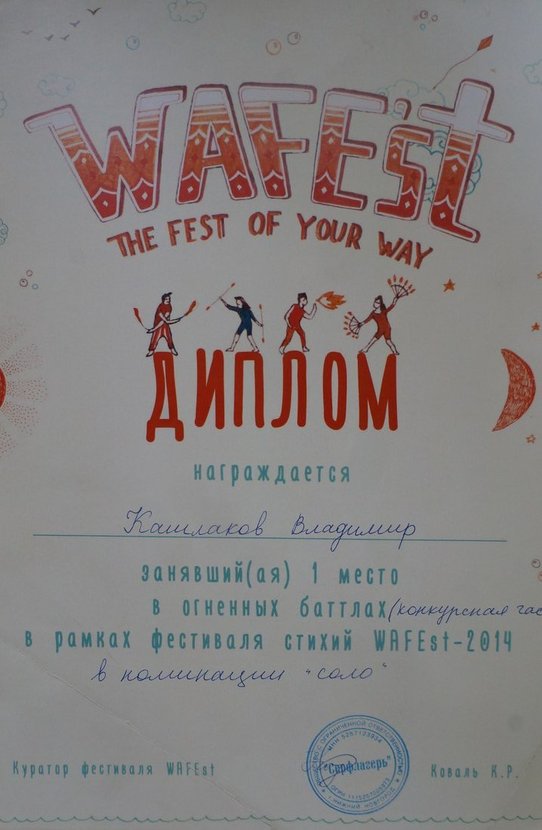 WAFEst
THE FEST OF YOUR WAY
ДИПЛОМ
награждается
Кашлаков Владимир
занявший(ая) 1 место
в огненных баттлах (конкурсная час
в рамках фестиваля стихий WAFEst-2014
в номинации "соло"
Куратор фестиваля WAFEst
"Серфлагерь"
Коваль К.Р.